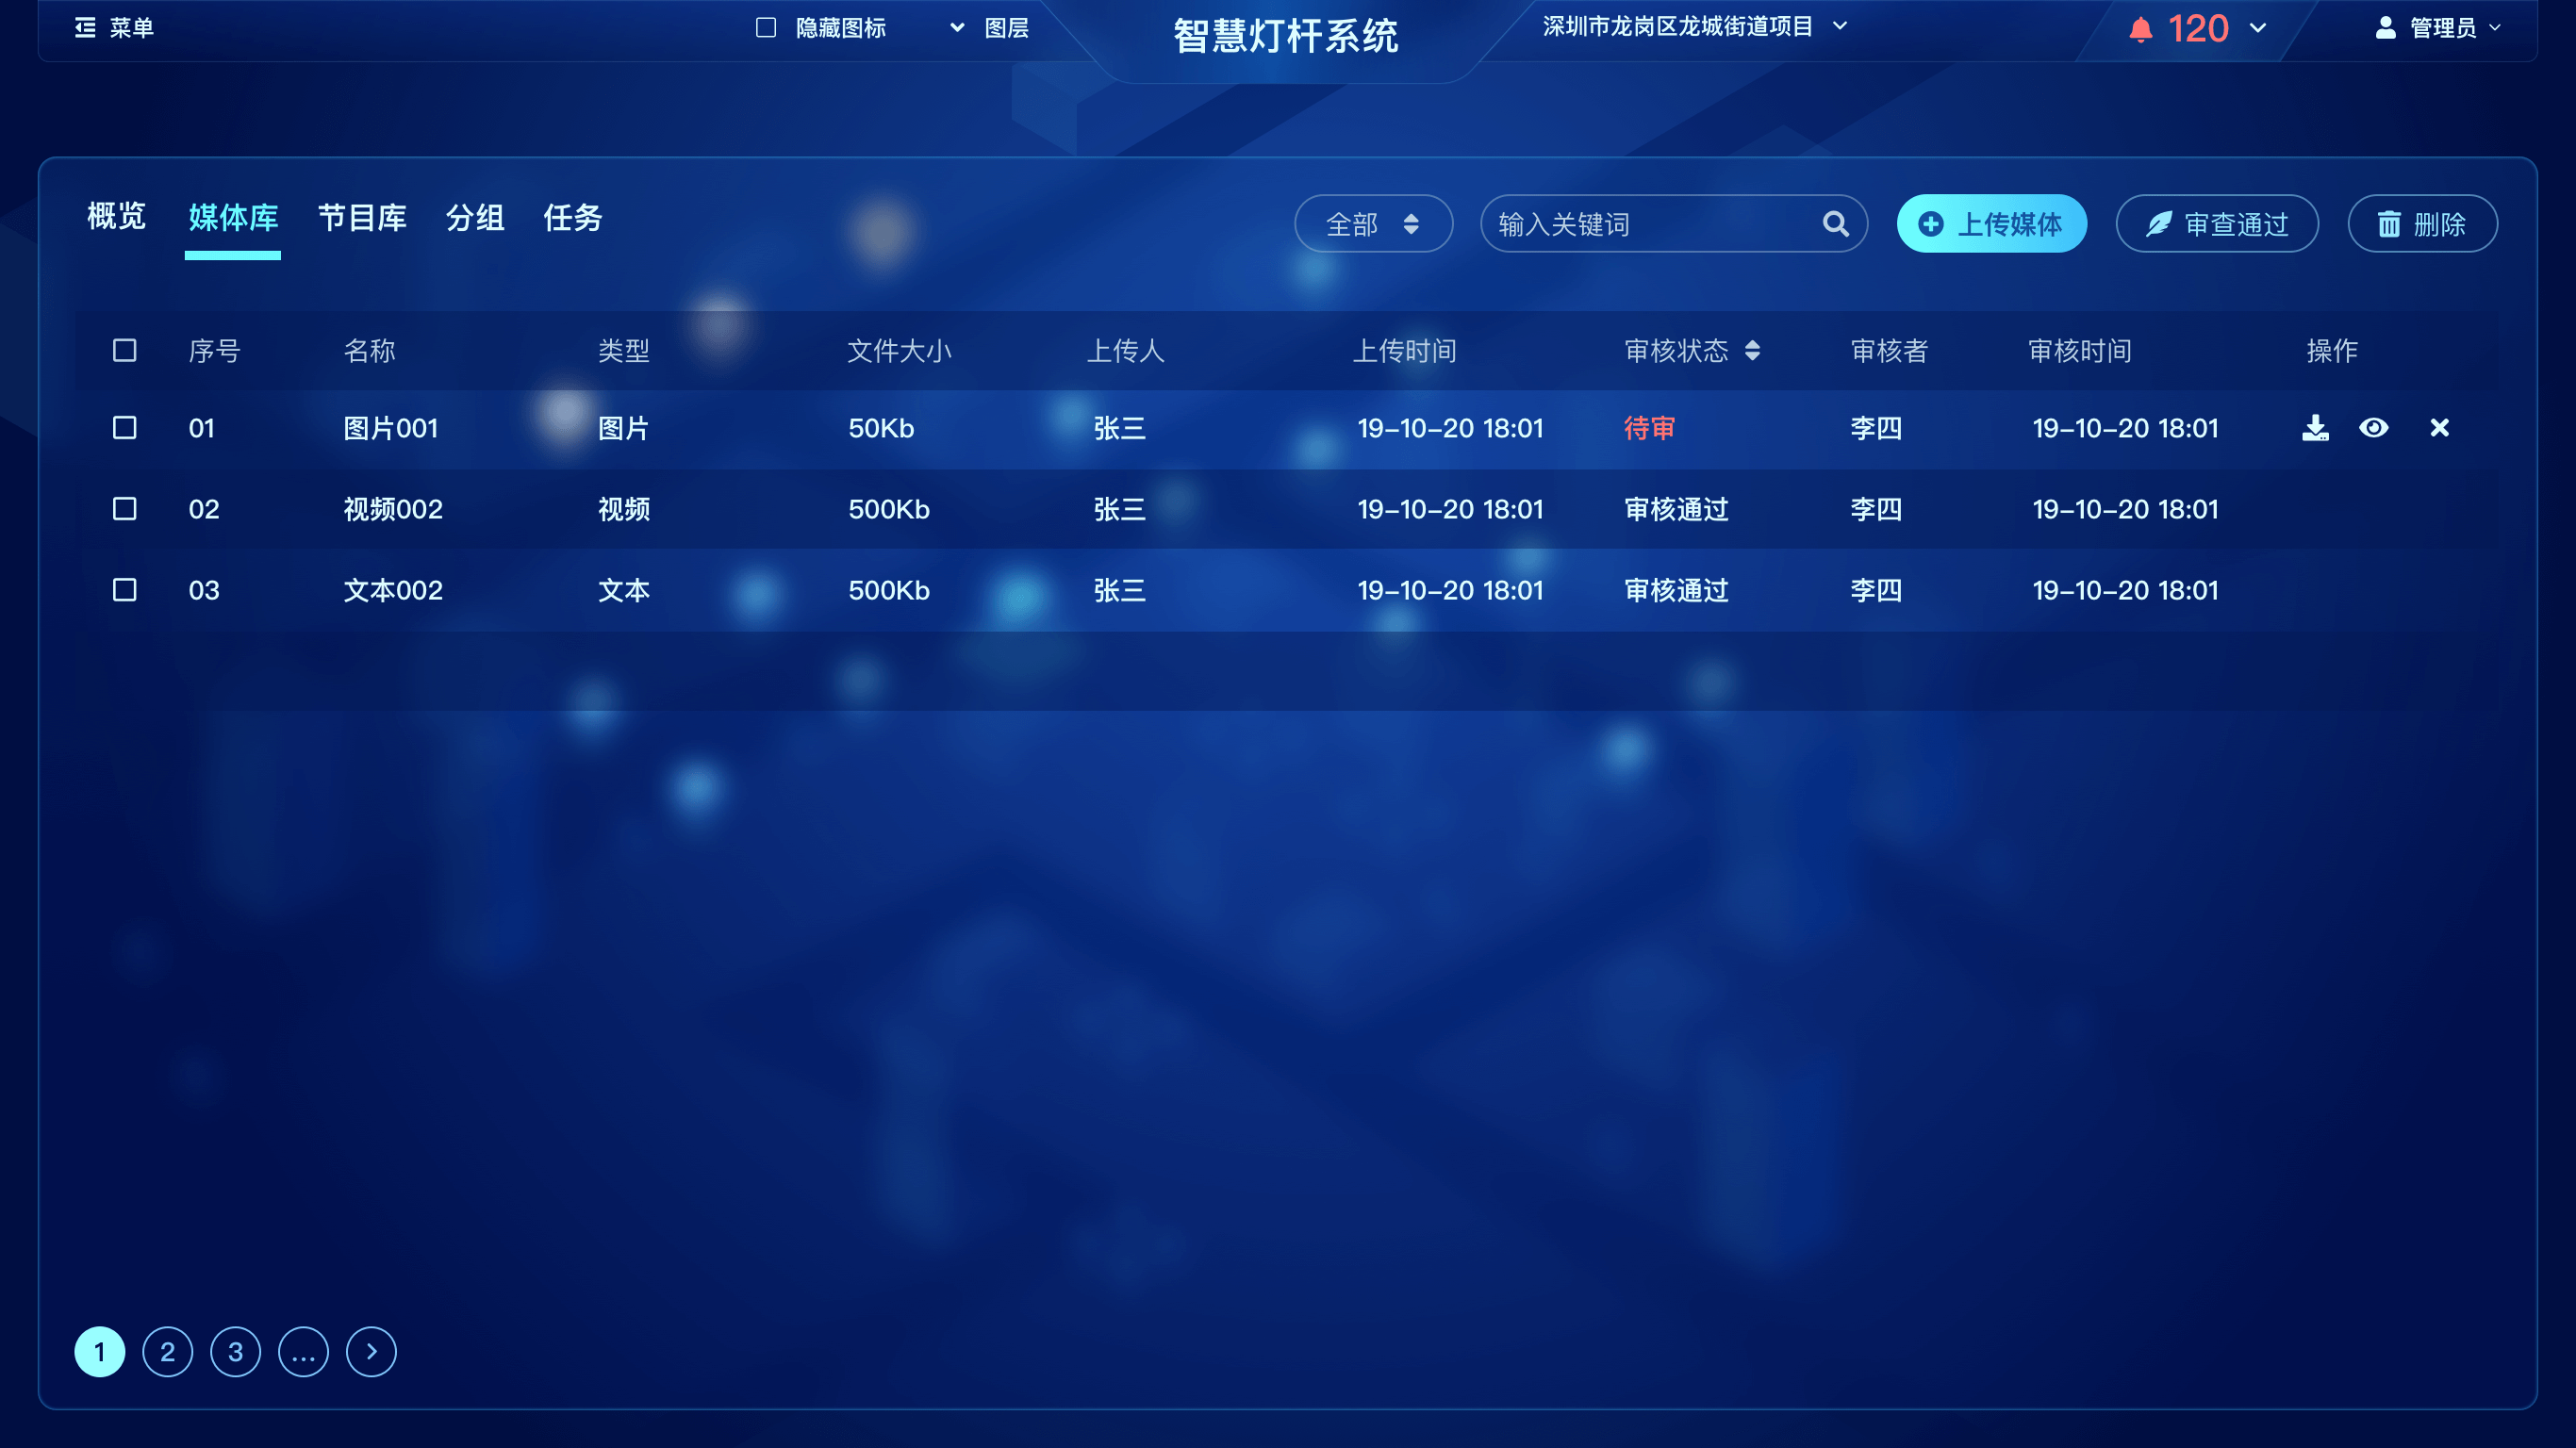 菜单 隐藏图标 图层 智慧灯杆系统 深圳市龙岗区龙城街道项目 120 管理员
概览 媒体库 节目库 分组 任务 全部 输入关键词 上传媒体 审查通过 删除
序号 名称 类型 文件大小 上传人 上传时间 审核状态 审核者 审核时间 操作
01 图片001 图片 50Kb 张三 19-10-20 18:01 待审 李四 19-10-20 18:01
02 视频002 视频 500Kb 张三 19-10-20 18:01 审核通过 李四 19-10-20 18:01
03 文本002 文本 500Kb 张三 19-10-20 18:01 审核通过 李四 19-10-20 18:01
1 2 3 ...